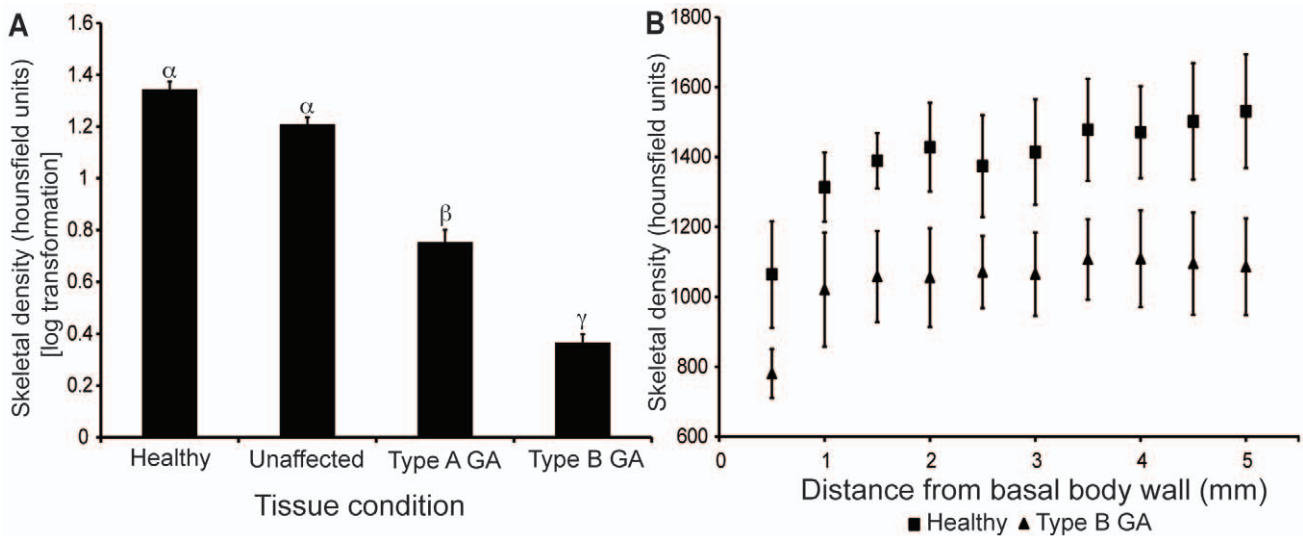 A
Skeletal density (hounsfield units)
[log transformation]
1.6
1.4
1.2
1
0.8
0.6
0.4
0.2
0
α
α
β
γ
Healthy Unaffected Type A GA Type B GA
Tissue condition
B
Skeletal density (hounsfield units)
1800
1600
1400
1200
1000
800
600
0 1 2 3 4 5
Distance from basal body wall (mm)
Healthy Type B GA